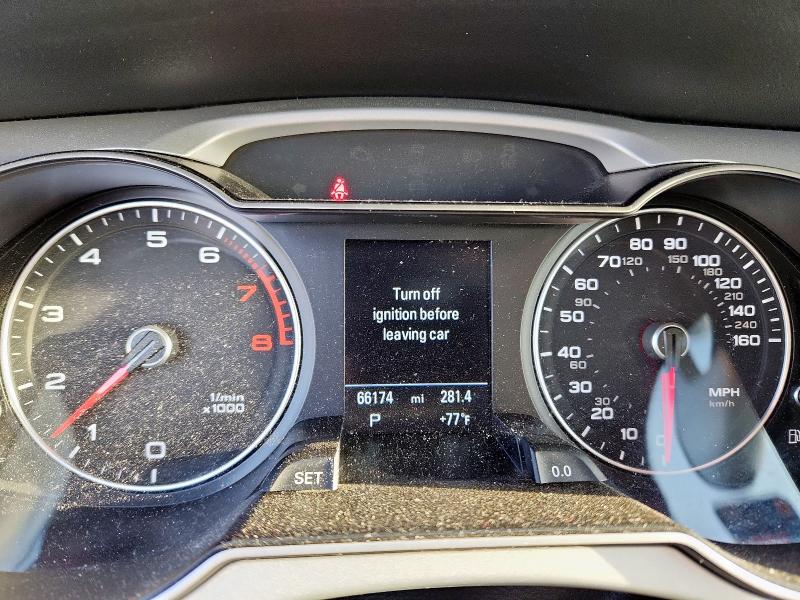 5
4
6
3
7
2
8
1
0
1/min
x1000
Turn off
ignition before
leaving car
66174 mi 281.4
P +77°F
SET
0.0
80 90
70 120 150 100
180
60 120
90 210
50 140
240
160
40
60
30
30
20
10
0
MPH
km/h